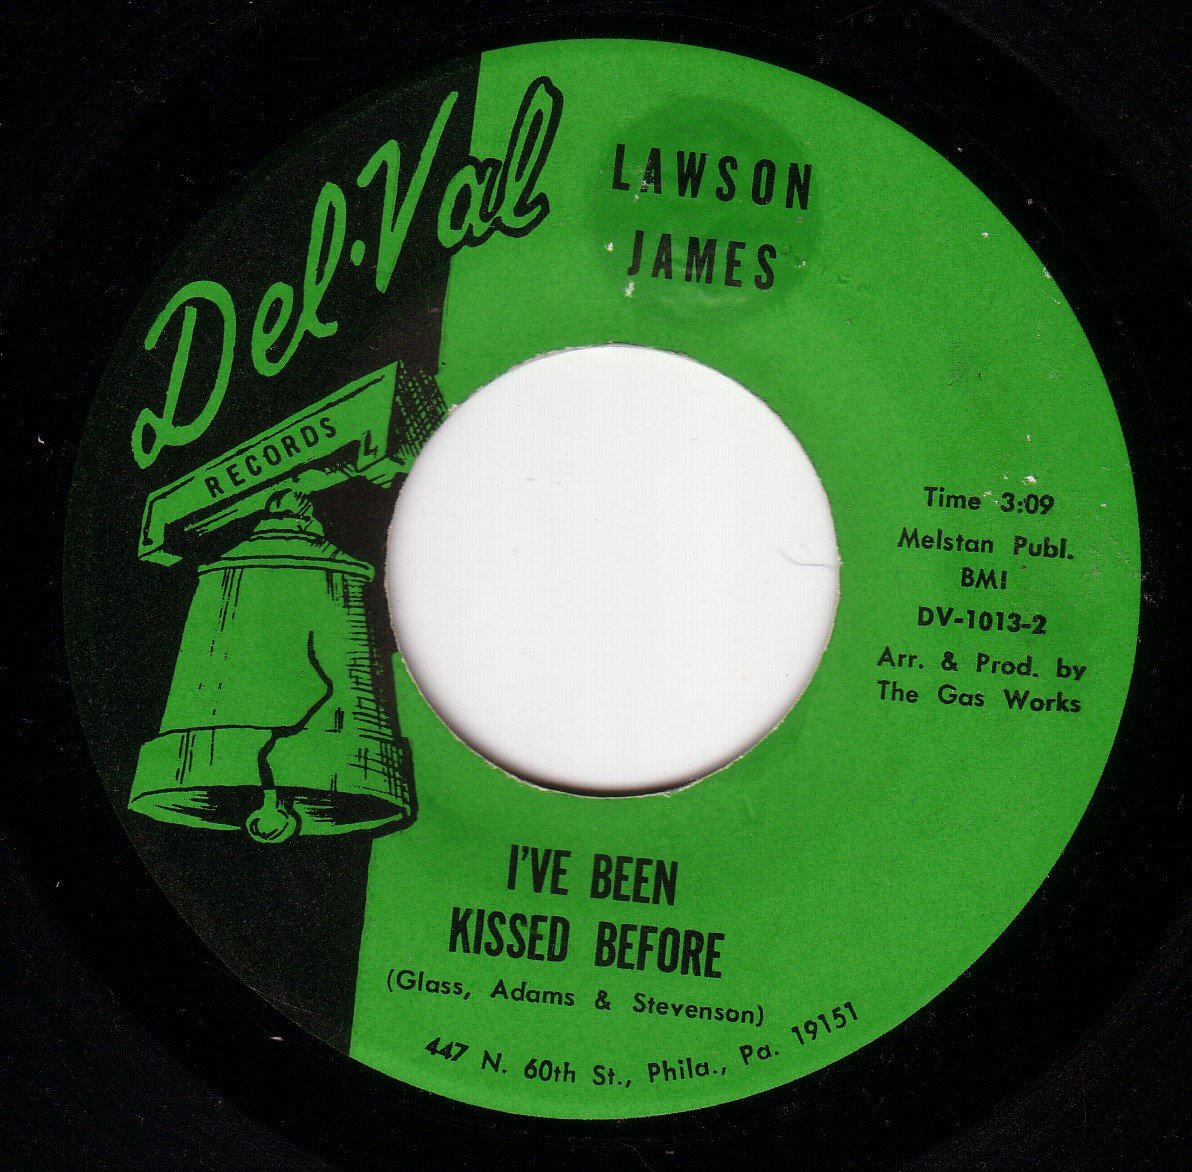 Del-Val
RECORDS
LAWSON
JAMES
Time 3:09
Melstan Publ.
BMI
DV-1013-2
Arr. & Prod. by
The Gas Works
I'VE BEEN
KISSED BEFORE
(Glass, Adams & Stevenson)
447 N. 60th St., Phila., Pa. 19151